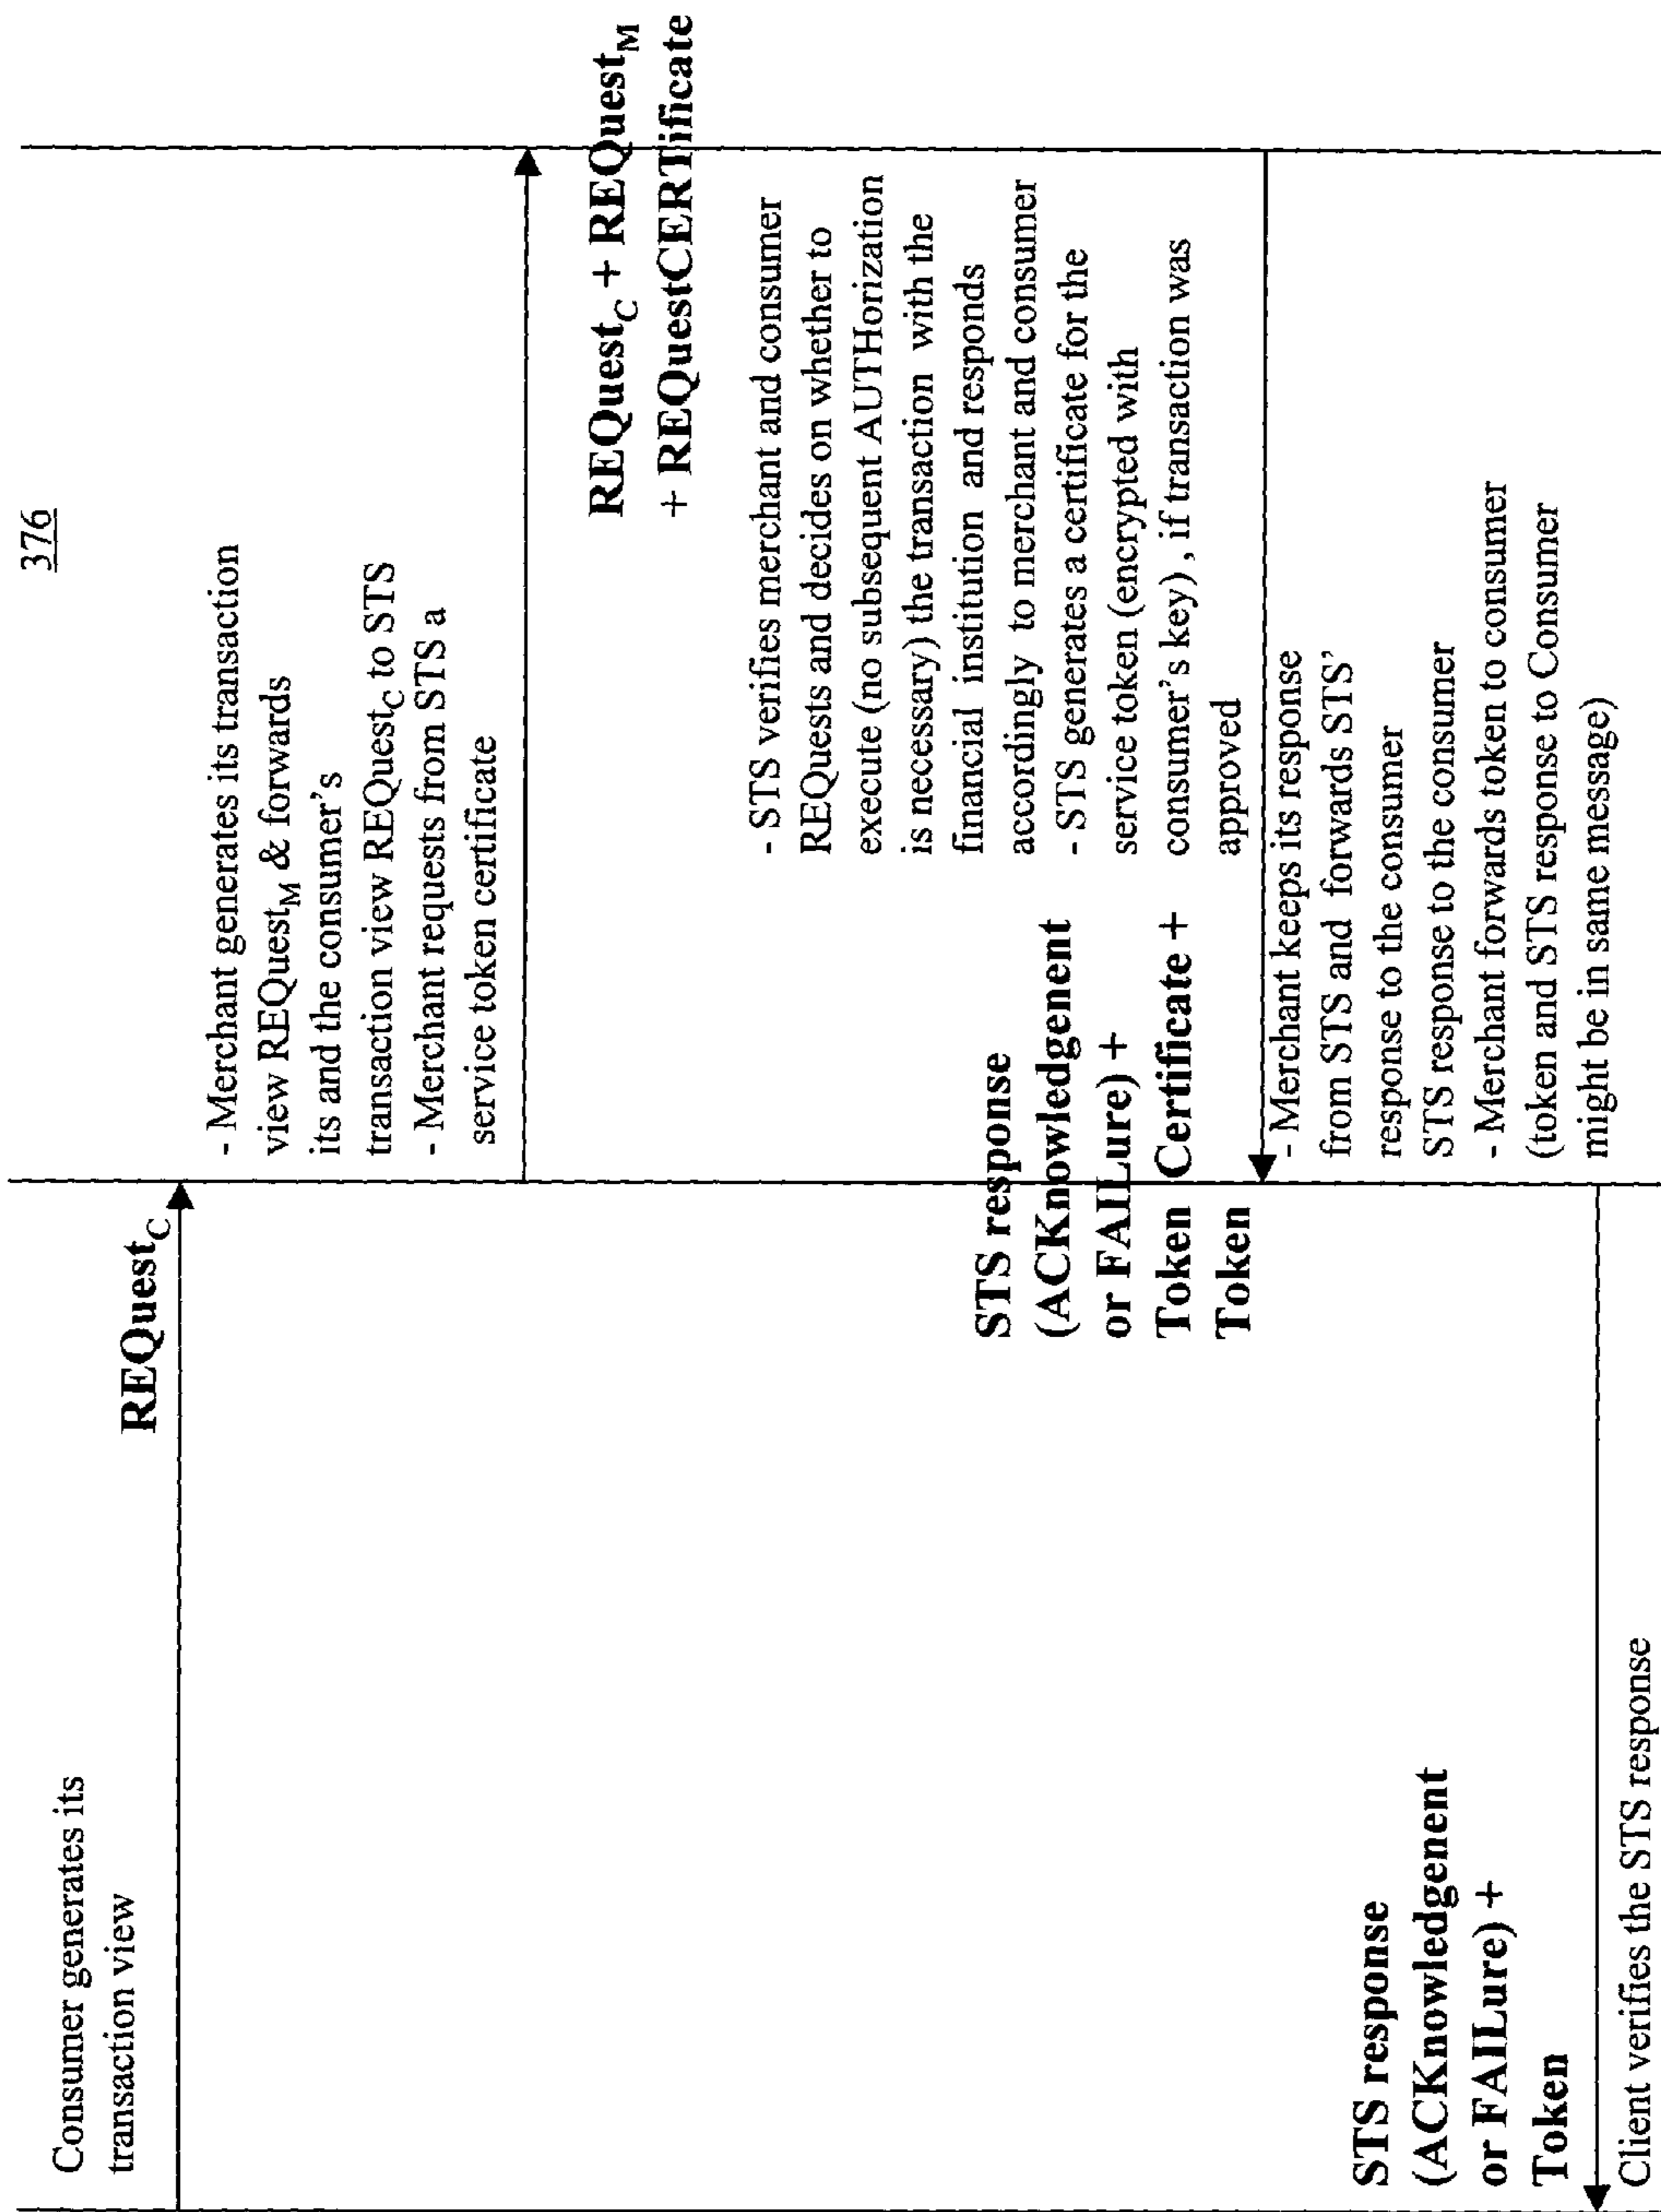 376
Consumer generates its
transaction view
REQuest_C
- Merchant generates its transaction
view REQuest_M & forwards
its and the consumer's
transaction view REQuest_C to STS
- Merchant requests from STS a
service token certificate
REQuest_C + REQuest_M
+ REQuestCERTificate
- STS verifies merchant and consumer
REQuests and decides on whether to
execute (no subsequent AUTHorization
is necessary) the transaction with the
financial institution and responds
accordingly to merchant and consumer
- STS generates a certificate for the
service token (encrypted with
consumer's key), if transaction was
approved
STS response
(ACKnowledgenent
or FAILure) +
Token Certificate +
Token
- Merchant keeps its response
from STS and forwards STS'
response to the consumer
STS response to the consumer
- Merchant forwards token to consumer
(token and STS response to Consumer
might be in same message)
STS response
(ACKnowledgenent
or FAILure) +
Token
Client verifies the STS response